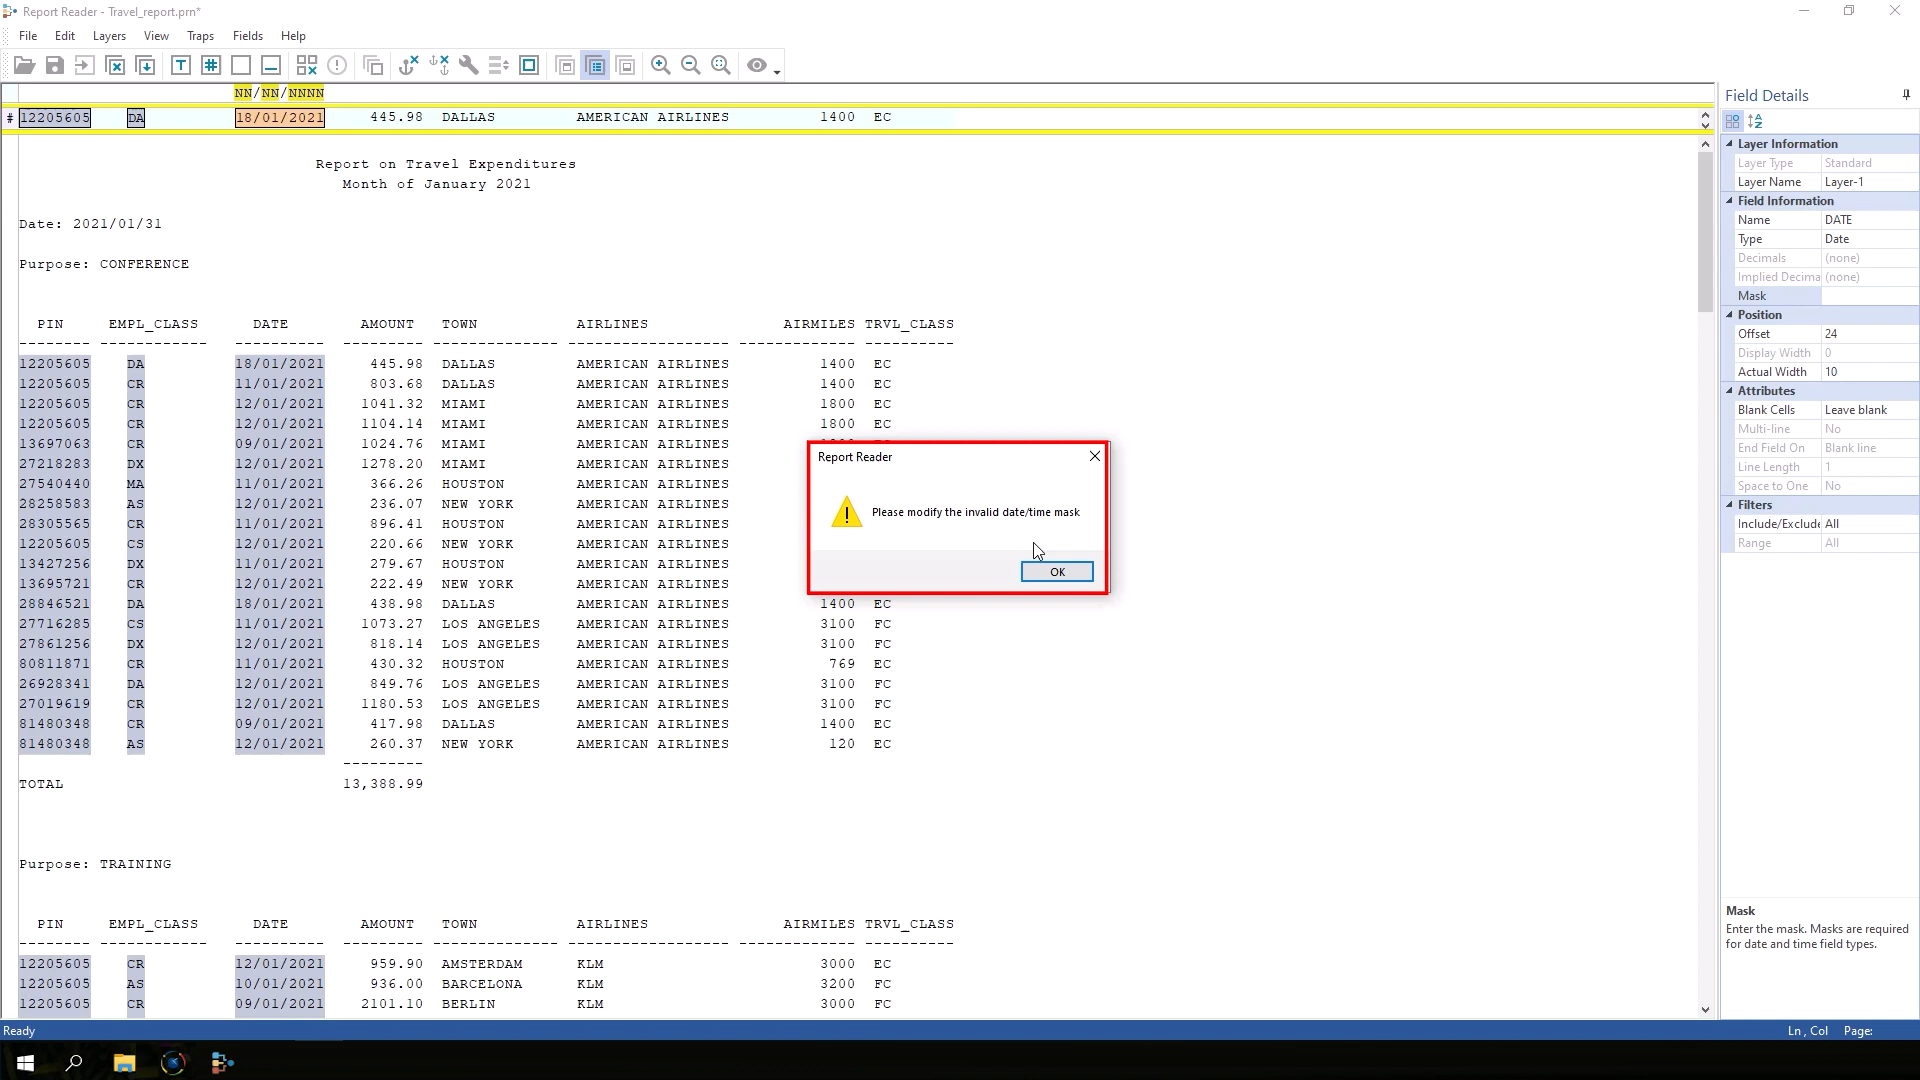 Report Reader - Travel_report.prn*
File Edit Layers View Traps Fields Help
NN/NN/NNNN
# 12205605 DA 18/01/2021 445.98 DALLAS AMERICAN AIRLINES 1400 EC
Report on Travel Expenditures
Month of January 2021
Date: 2021/01/31
Purpose: CONFERENCE
PIN EMPL_CLASS DATE AMOUNT TOWN AIRLINES AIRMILES TRVL_CLASS
-------- ------------ ---------- --------- -------------- ------------------ ------------- ----------
12205605 DA 18/01/2021 445.98 DALLAS AMERICAN AIRLINES 1400 EC
12205605 CR 11/01/2021 803.68 DALLAS AMERICAN AIRLINES 1400 EC
12205605 CR 12/01/2021 1041.32 MIAMI AMERICAN AIRLINES 1800 EC
12205605 CR 12/01/2021 1104.14 MIAMI AMERICAN AIRLINES 1800 EC
13697063 CR 09/01/2021 1024.76 MIAMI AMERICAN AIRLINES
27218283 DX 12/01/2021 1278.20 MIAMI AMERICAN AIRLINES
27540440 MA 11/01/2021 366.26 HOUSTON AMERICAN AIRLINES
28258583 AS 12/01/2021 236.07 NEW YORK AMERICAN AIRLINES
28305565 CR 11/01/2021 896.41 HOUSTON AMERICAN AIRLINES
12205605 CS 12/01/2021 220.66 NEW YORK AMERICAN AIRLINES
13427256 DX 11/01/2021 279.67 HOUSTON AMERICAN AIRLINES
13695721 CR 12/01/2021 222.49 NEW YORK AMERICAN AIRLINES
28846521 DA 18/01/2021 438.98 DALLAS AMERICAN AIRLINES 1400 EC
27716285 CS 11/01/2021 1073.27 LOS ANGELES AMERICAN AIRLINES 3100 FC
27861256 DX 12/01/2021 818.14 LOS ANGELES AMERICAN AIRLINES 3100 FC
80811871 CR 11/01/2021 430.32 HOUSTON AMERICAN AIRLINES 769 EC
26928341 DA 12/01/2021 849.76 LOS ANGELES AMERICAN AIRLINES 3100 FC
27019619 CR 12/01/2021 1180.53 LOS ANGELES AMERICAN AIRLINES 3100 FC
81480348 CR 09/01/2021 417.98 DALLAS AMERICAN AIRLINES 1400 EC
81480348 AS 12/01/2021 260.37 NEW YORK AMERICAN AIRLINES 120 EC
---------
TOTAL 13,388.99
Purpose: TRAINING
PIN EMPL_CLASS DATE AMOUNT TOWN AIRLINES AIRMILES TRVL_CLASS
-------- ------------ ---------- --------- -------------- ------------------ ------------- ----------
12205605 CR 12/01/2021 959.90 AMSTERDAM KLM 3000 EC
12205605 AS 10/01/2021 936.00 BARCELONA KLM 3200 FC
12205605 CR 09/01/2021 2101.10 BERLIN KLM 3000 FC
Report Reader
Please modify the invalid date/time mask
OK
Field Details
Layer Information
Layer Type Standard
Layer Name Layer-1
Field Information
Name DATE
Type Date
Decimals (none)
Implied Decima (none)
Mask
Position
Offset 24
Display Width 0
Actual Width 10
Attributes
Blank Cells Leave blank
Multi-line No
End Field On Blank line
Line Length 1
Space to One No
Filters
Include/Exclude All
Range All
Mask
Enter the mask. Masks are required
for date and time field types.
Ready Ln , Col Page: